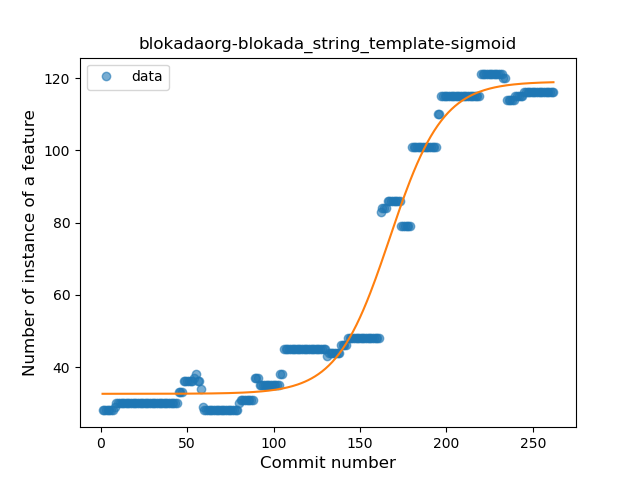 blokadaorg-blokada_string_template-sigmoid
data
Number of instance of a feature
120
100
80
60
40
0 50 100 150 200 250
Commit number